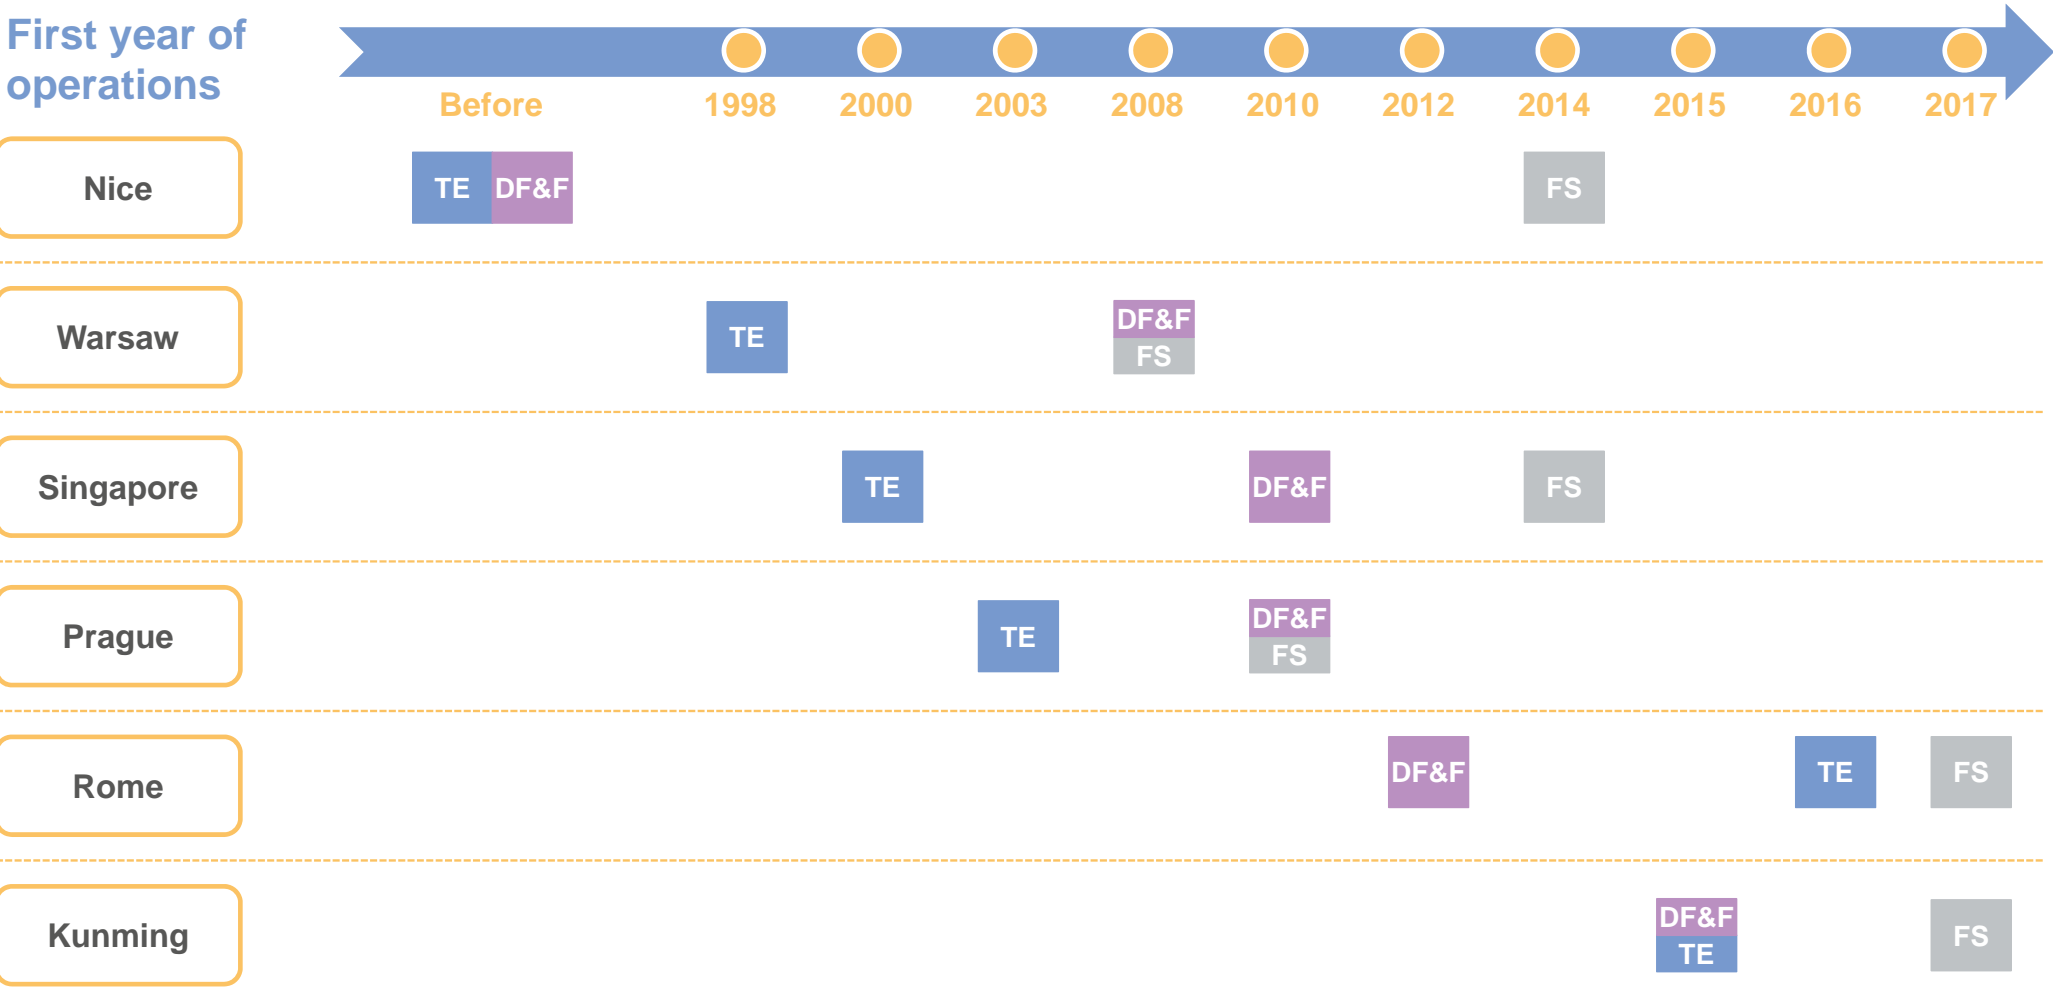 First year of
operations
Before 1998 2000 2003 2008 2010 2012 2014 2015 2016 2017
Nice TE DF&F FS
Warsaw TE DF&F
FS
Singapore TE DF&F FS
Prague TE DF&F
FS
Rome DF&F TE FS
Kunming DF&F FS
TE